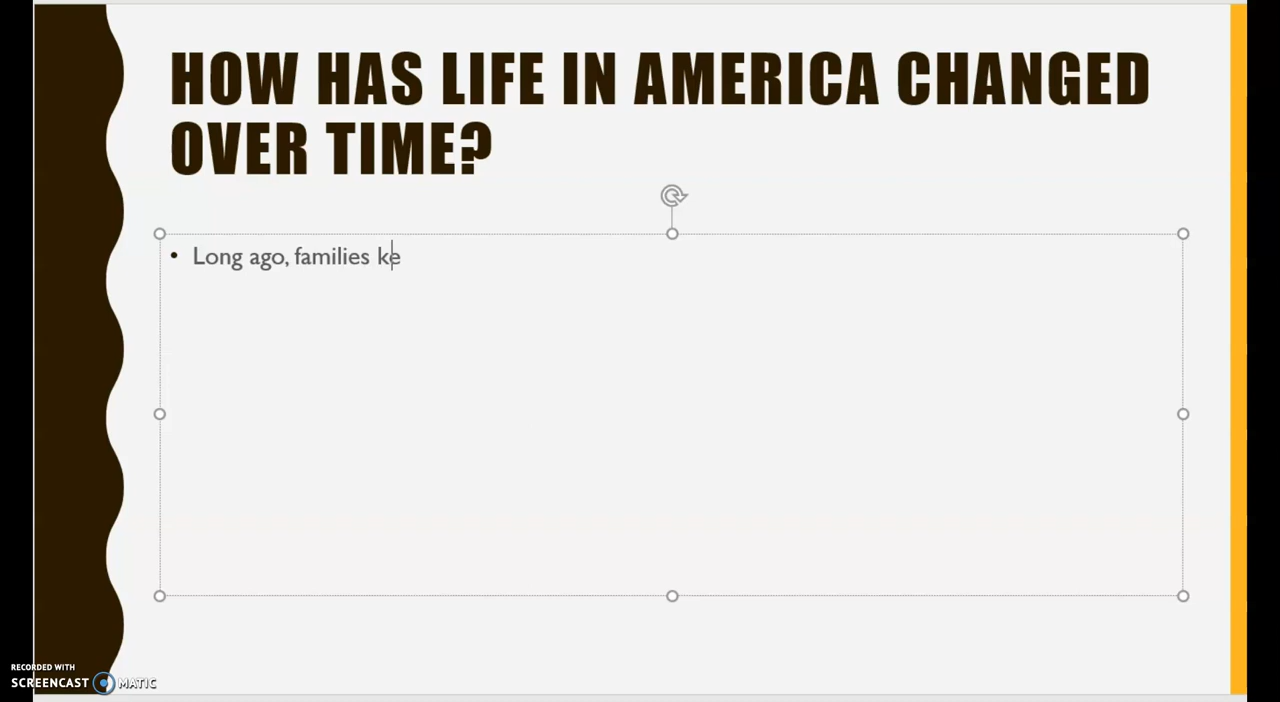 HOW HAS LIFE IN AMERICA CHANGED
OVER TIME?
• Long ago, families ke
RECORDED WITH
SCREENCAST MATIC